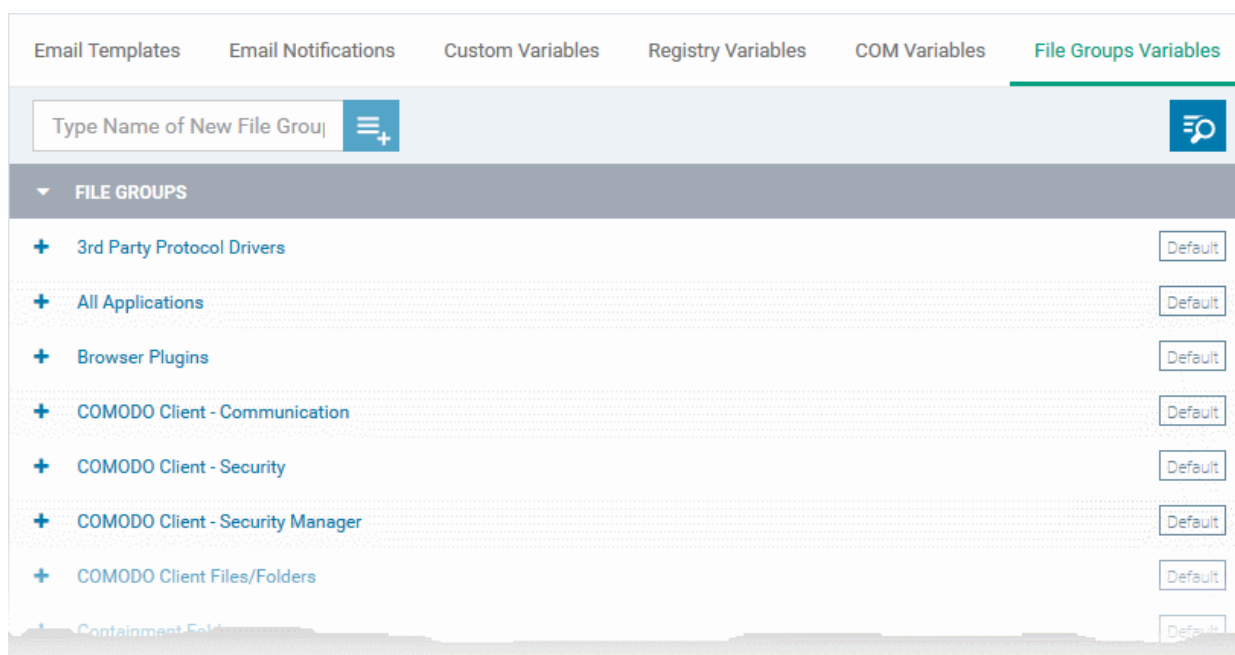 Email Templates Email Notifications Custom Variables Registry Variables COM Variables File Groups Variables
Type Name of New File Grou
FILE GROUPS
3rd Party Protocol Drivers Default
All Applications Default
Browser Plugins Default
COMODO Client - Communication Default
COMODO Client - Security Default
COMODO Client - Security Manager Default
COMODO Client Files/Folders Default
Containment Default